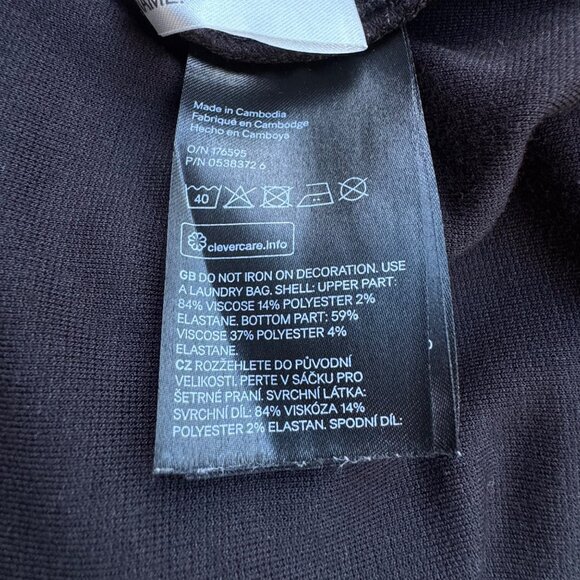 Made in Cambodia
Fabriqué en Cambodge
Hecho en Camboya
O/N 176595
P/N 0538372 6
40
clevercare.info
GB DO NOT IRON ON DECORATION. USE
A LAUNDRY BAG. SHELL: UPPER PART:
84% VISCOSE 14% POLYESTER 2%
ELASTANE. BOTTOM PART: 59%
VISCOSE 37% POLYESTER 4%
ELASTANE.
CZ ROZŽEHLETE DO PŮVODNÍ
VELIKOSTI. PERTE V SÁČKU PRO
ŠETRNÉ PRANÍ. SVRCHNÍ LÁTKA:
SVRCHNÍ DÍL: 84% VISKÓZA 14%
POLYESTER 2% ELASTAN. SPODNÍ DÍL: